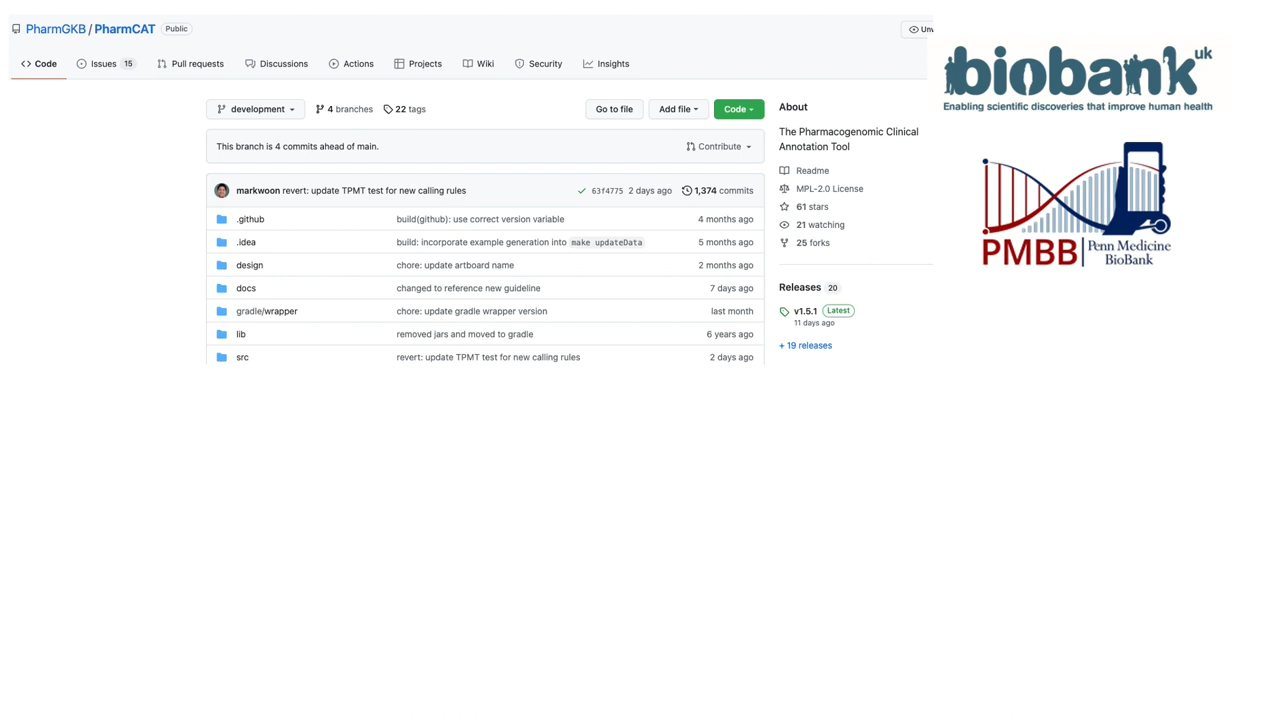 PharmGKB / PharmCAT Public
Code Issues 15 Pull requests Discussions Actions Projects Wiki Security Insights
development 4 branches 22 tags Go to file Add file Code
This branch is 4 commits ahead of main. Contribute
markwoon revert: update TPMT test for new calling rules 63f4775 2 days ago 1,374 commits
.github build(github): use correct version variable 4 months ago
.idea build: incorporate example generation into make updateData 5 months ago
design chore: update artboard name 2 months ago
docs changed to reference new guideline 7 days ago
gradle/wrapper chore: update gradle wrapper version last month
lib removed jars and moved to gradle 6 years ago
src revert: update TPMT test for new calling rules 2 days ago
About
The Pharmacogenomic Clinical
Annotation Tool
Readme
MPL-2.0 License
61 stars
21 watching
25 forks
Releases 20
v1.5.1 Latest
11 days ago
+ 19 releases
biobank uk
Enabling scientific discoveries that improve human health
PMBB Penn Medicine
BioBank